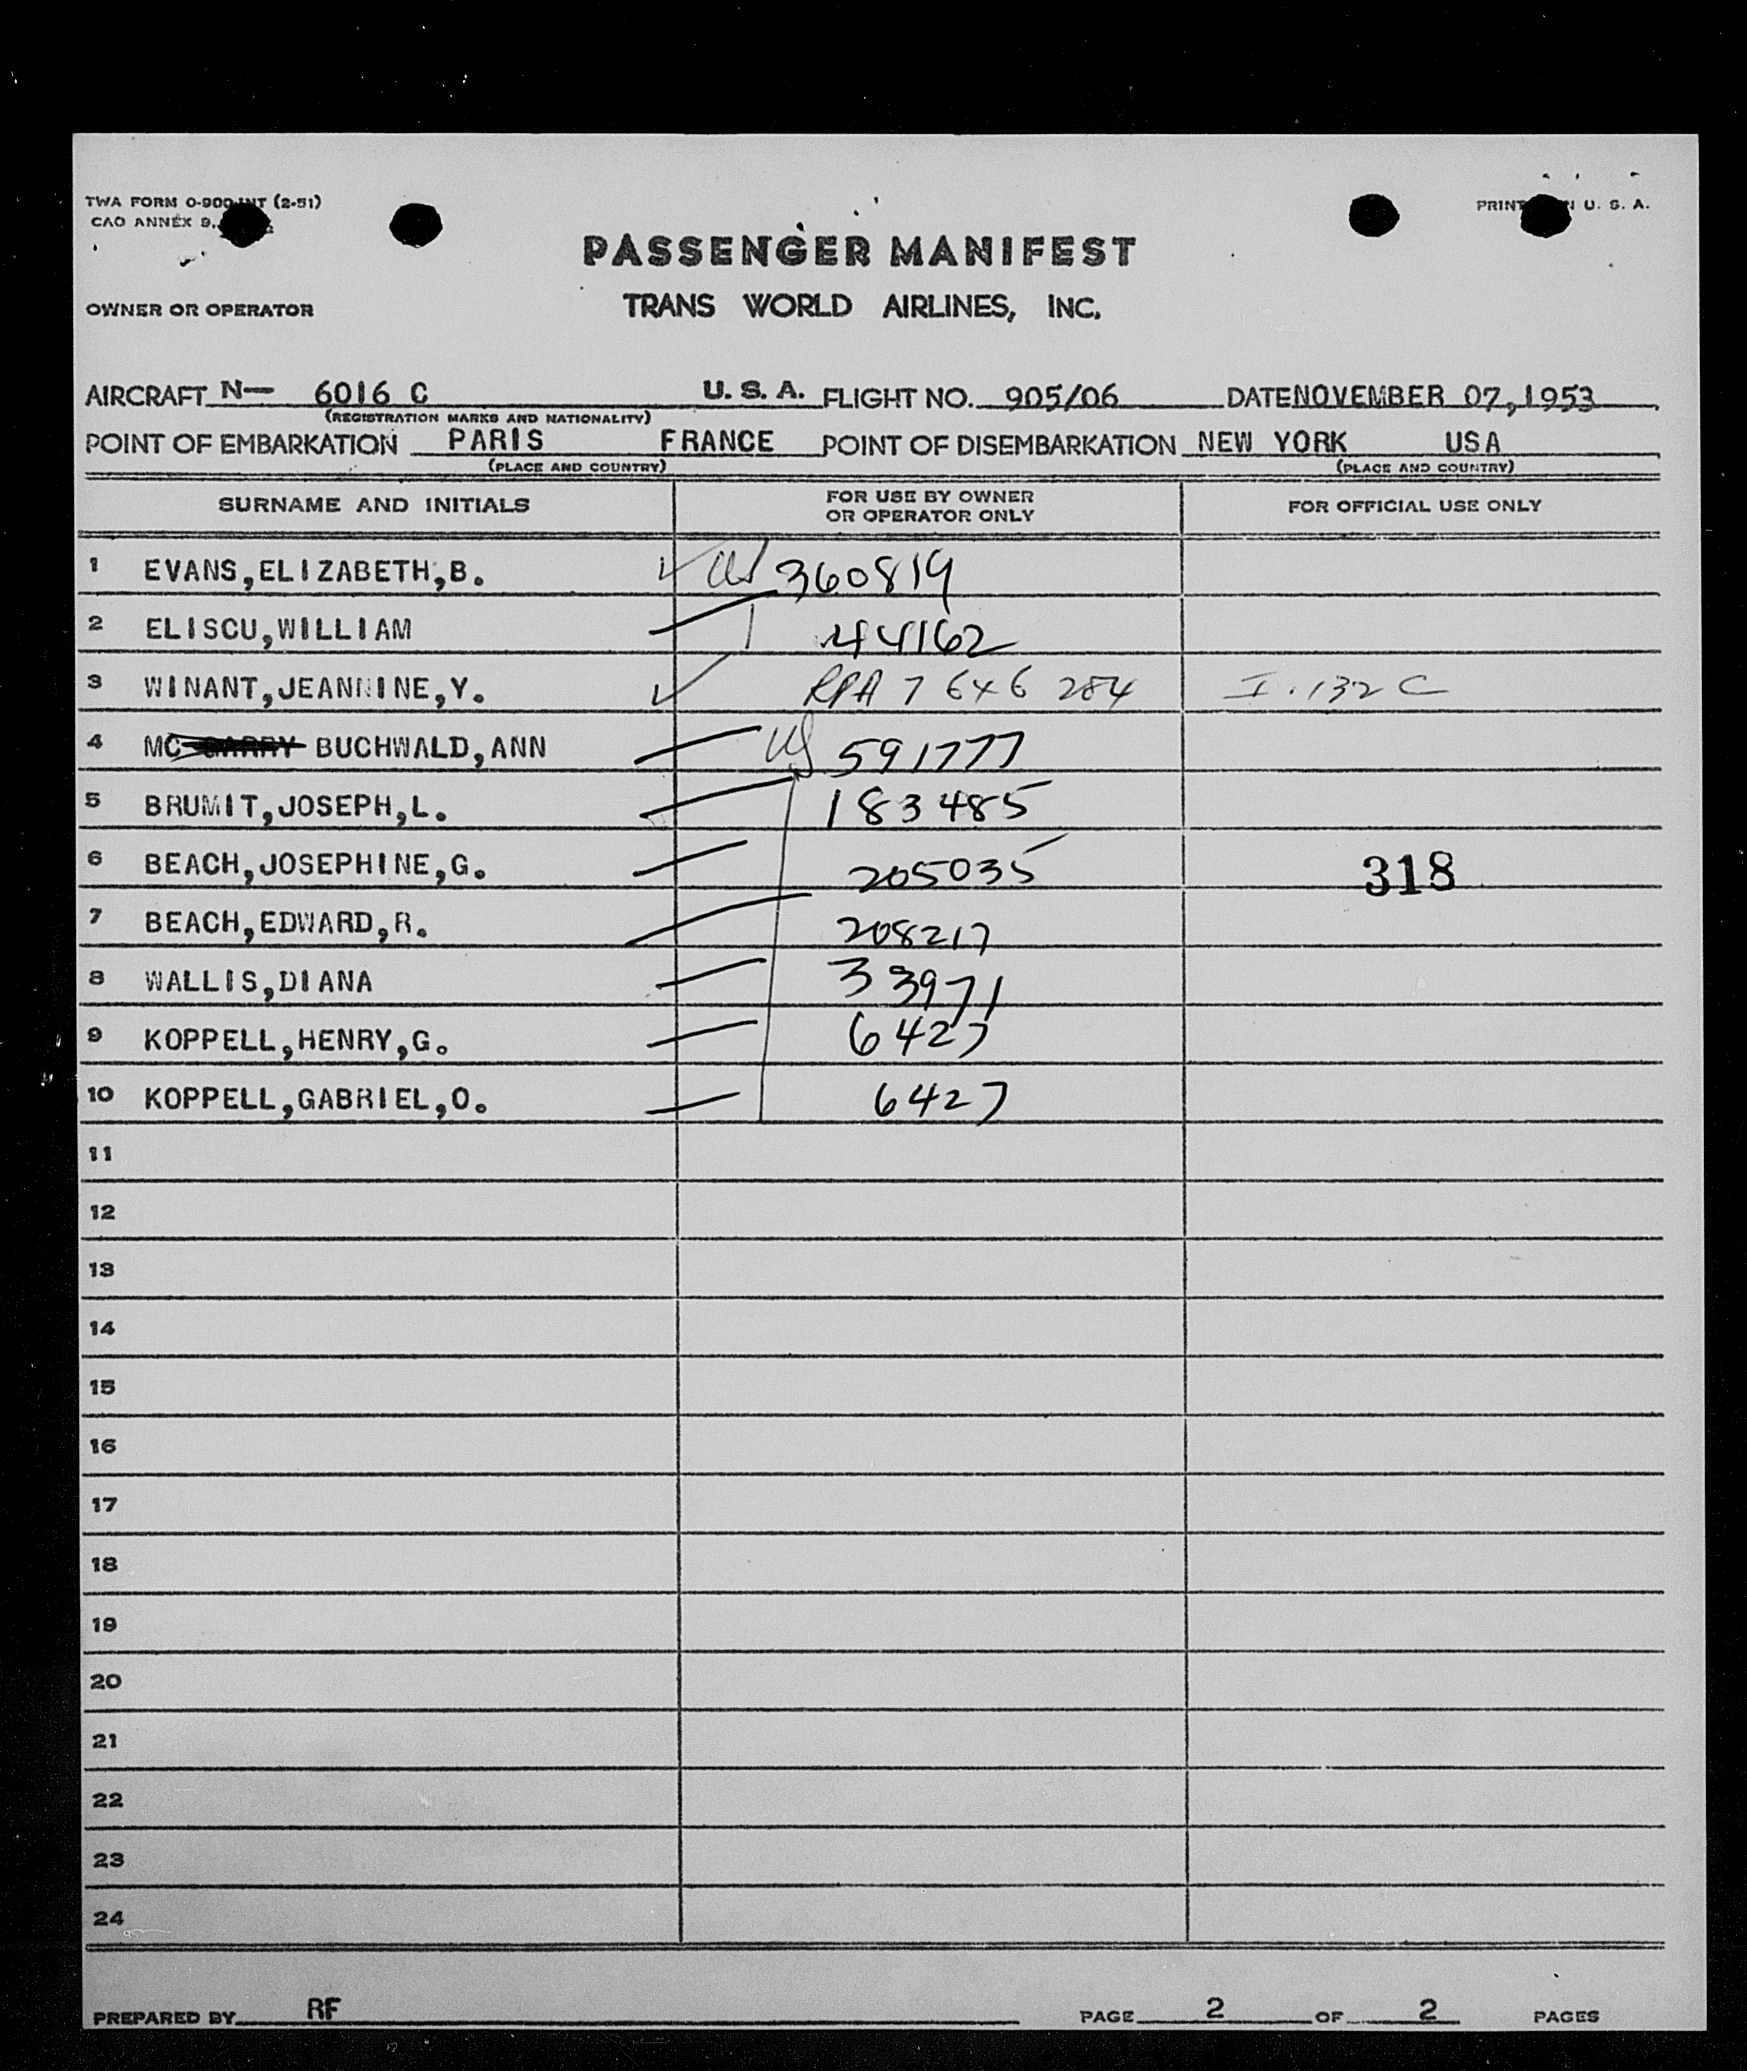 TWA FORM 0-900 INT (2-51)
CAO ANNEX 9,
PRINTED IN U. S. A.
PASSENGER MANIFEST
OWNER OR OPERATOR
TRANS WORLD AIRLINES, INC.
AIRCRAFT N— 6016 C U. S. A. FLIGHT NO. 905/06 DATE NOVEMBER 07,1953
(REGISTRATION MARKS AND NATIONALITY)
POINT OF EMBARKATION PARIS FRANCE POINT OF DISEMBARKATION NEW YORK USA
(PLACE AND COUNTRY) (PLACE AND COUNTRY)
SURNAME AND INITIALS FOR USE BY OWNER OR OPERATOR ONLY FOR OFFICIAL USE ONLY
1 EVANS,ELIZABETH,B. US 360819
2 ELISCU,WILLIAM 44162
3 WINANT,JEANNINE,Y. RPA 7 646 284 I-132 C
4 MC GARRY BUCHWALD,ANN US 591777
5 BRUMIT,JOSEPH,L. 183485
6 BEACH,JOSEPHINE,G. 205035 318
7 BEACH,EDWARD,R. 208217
8 WALLIS,DIANA 33971
9 KOPPELL,HENRY,G. 6427
10 KOPPELL,GABRIEL,O. 6427
11
12
13
14
15
16
17
18
19
20
21
22
23
24
PREPARED BY RF PAGE 2 OF 2 PAGES